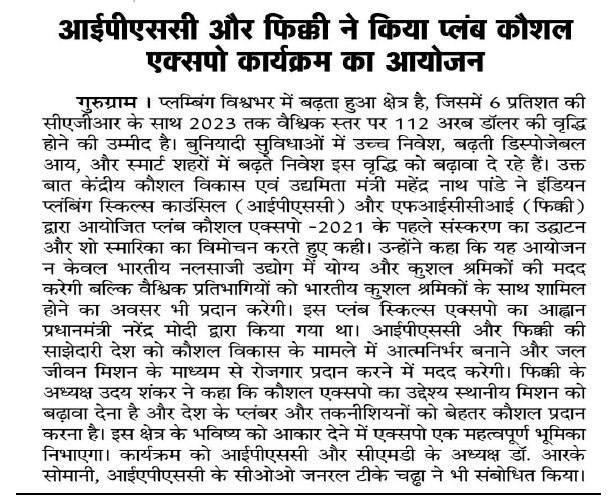 आईपीएससी और फिक्की ने किया प्लंब कौशल
एक्सपो कार्यक्रम का आयोजन
गुरुग्राम । प्लम्बिंग विश्वभर में बढ़ता हुआ क्षेत्र है, जिसमें 6 प्रतिशत की
सीएजीआर के साथ 2023 तक वैश्विक स्तर पर 112 अरब डॉलर की वृद्धि
होने की उम्मीद है। बुनियादी सुविधाओं में उच्च निवेश, बढ़ती डिस्पोजेबल
आय, और स्मार्ट शहरों में बढ़ते निवेश इस वृद्धि को बढ़ावा दे रहे हैं। उक्त
बात केंद्रीय कौशल विकास एवं उद्यमिता मंत्री महेंद्र नाथ पांडे ने इंडियन
प्लंबिंग स्किल्स काउंसिल (आईपीएससी) और एफआईसीसीआई (फिक्की)
द्वारा आयोजित प्लंब कौशल एक्सपो -2021 के पहले संस्करण का उद्घाटन
और शो स्मारिका का विमोचन करते हुए कही। उन्होंने कहा कि यह आयोजन
न केवल भारतीय नलसाजी उद्योग में योग्य और कुशल श्रमिकों की मदद
करेगी बल्कि वैश्विक प्रतिभागियों को भारतीय कुशल श्रमिकों के साथ शामिल
होने का अवसर भी प्रदान करेगी। इस प्लंब स्किल्स एक्सपो का आह्वान
प्रधानमंत्री नरेंद्र मोदी द्वारा किया गया था। आईपीएससी और फिक्की की
साझेदारी देश को कौशल विकास के मामले में आत्मनिर्भर बनाने और जल
जीवन मिशन के माध्यम से रोजगार प्रदान करने में मदद करेगी। फिक्की के
अध्यक्ष उदय शंकर ने कहा कि कौशल एक्सपो का उद्देश्य स्थानीय मिशन को
बढ़ावा देना है और देश के प्लंबर और तकनीशियनों को बेहतर कौशल प्रदान
करना है। इस क्षेत्र के भविष्य को आकार देने में एक्सपो एक महत्वपूर्ण भूमिका
निभाएगा। कार्यक्रम को आईपीएससी और सीएमडी के अध्यक्ष डॉ. आरके
सोमानी, आईएपीएससी के सीओओ जनरल टीके चढ्ढा ने भी संबोधित किया।